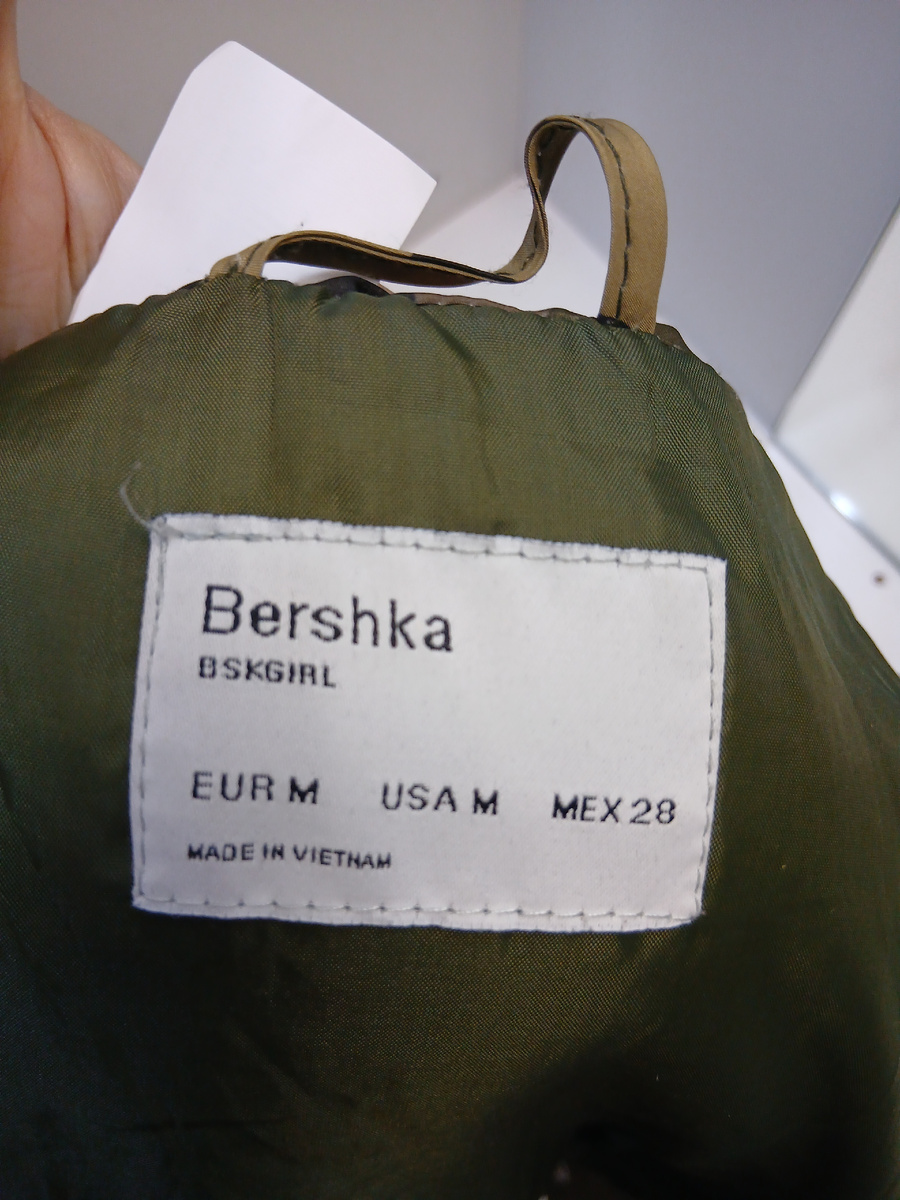 Bershka
BSKGIRL
EUR M USA M MEX 28
MADE IN VIETNAM